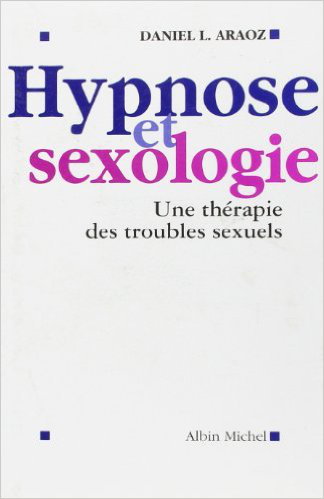 DANIEL L. ARAOZ
Hypnose
et
sexologie
Une thérapie
des troubles sexuels
Albin Michel